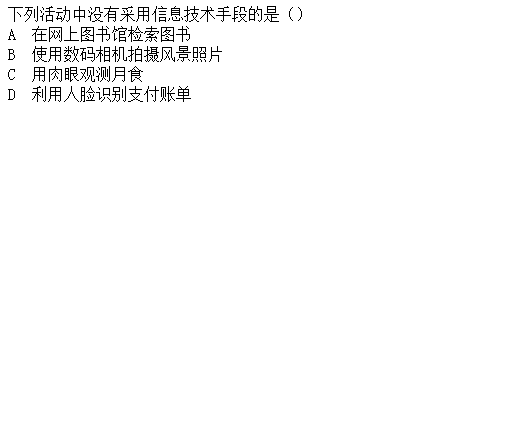 下列活动中没有采用信息技术手段的是（）
A　在网上图书馆检索图书
B　使用数码相机拍摄风景照片
C　用肉眼观测月食
D　利用人脸识别支付账单